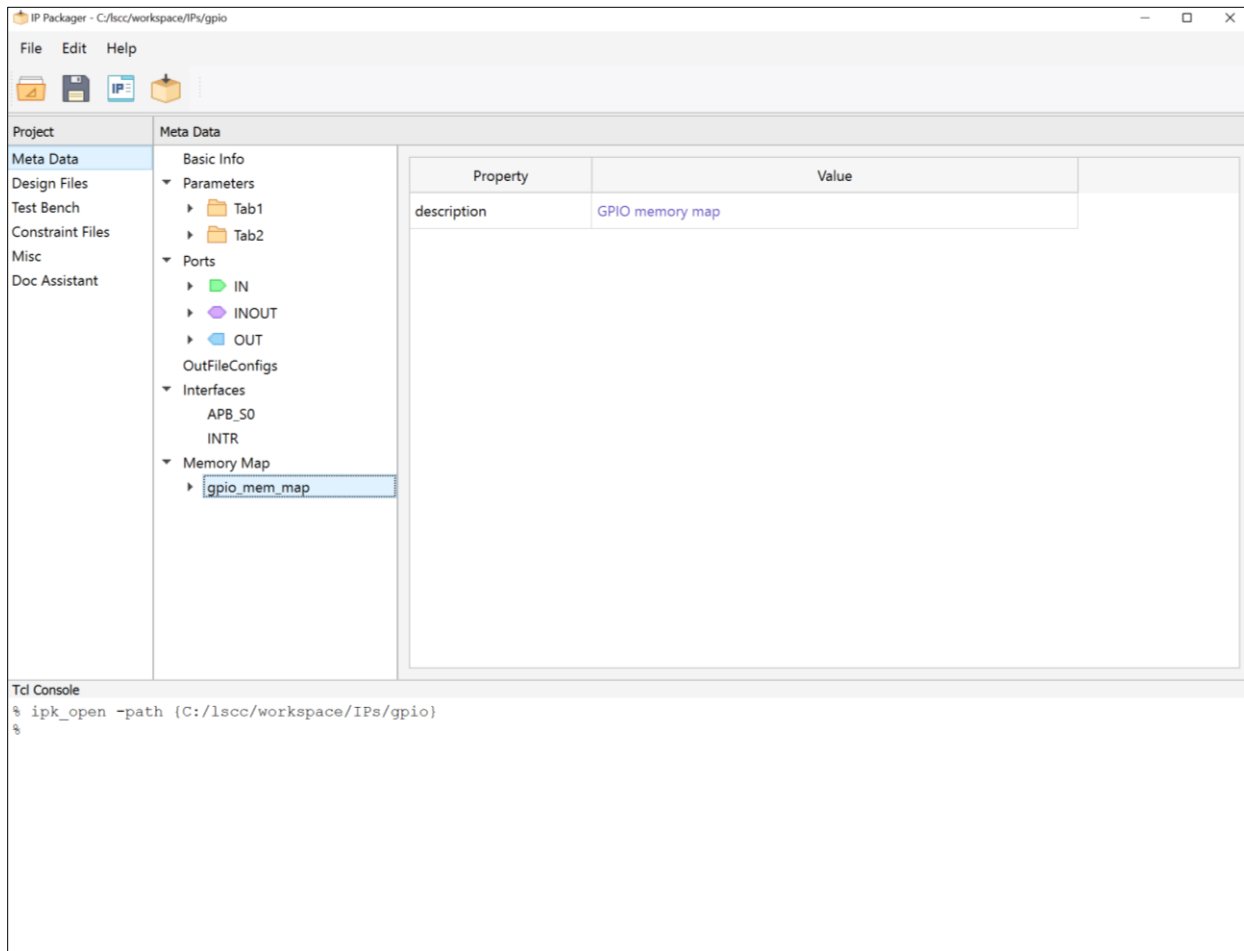 IP Packager - C:/lscc/workspace/IPs/gpio
File Edit Help
IP
Project
Meta Data
Design Files
Test Bench
Constraint Files
Misc
Doc Assistant
Meta Data
Basic Info
Parameters
Tab1
Tab2
Ports
IN
INOUT
OUT
OutFileConfigs
Interfaces
APB_S0
INTR
Memory Map
gpio_mem_map
Property Value
description GPIO memory map
Tcl Console
% ipk_open -path {C:/lscc/workspace/IPs/gpio}
%